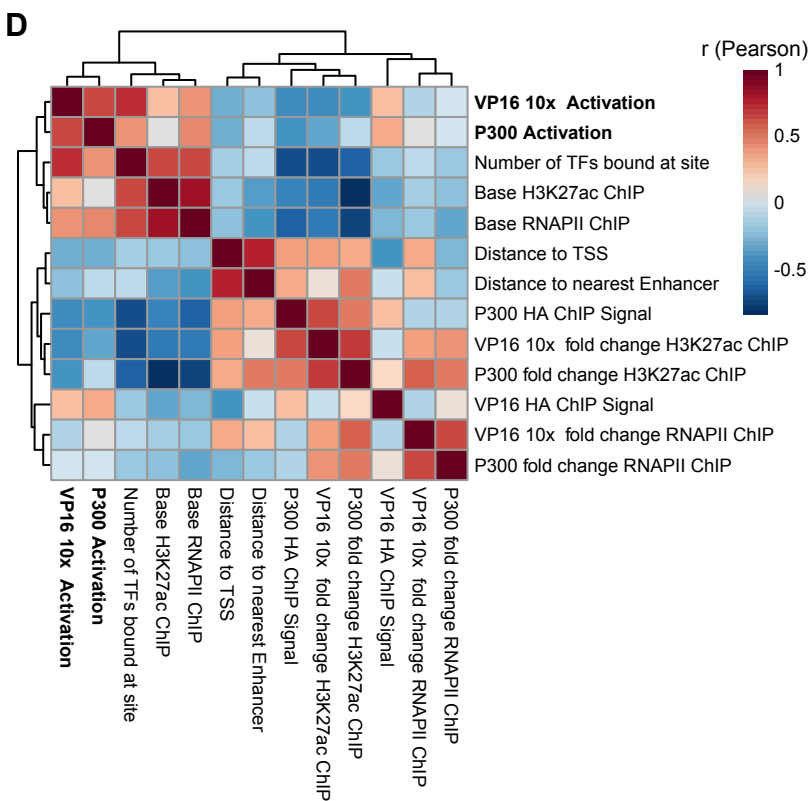 D
r (Pearson)
1
0.5
0
-0.5
VP16 10x Activation
P300 Activation
Number of TFs bound at site
Base H3K27ac ChIP
Base RNAPII ChIP
Distance to TSS
Distance to nearest Enhancer
P300 HA ChIP Signal
VP16 10x fold change H3K27ac ChIP
P300 fold change H3K27ac ChIP
VP16 HA ChIP Signal
VP16 10x fold change RNAPII ChIP
P300 fold change RNAPII ChIP
VP16 10x Activation
P300 Activation
Number of TFs bound at site
Base H3K27ac ChIP
Base RNAPII ChIP
Distance to TSS
Distance to nearest Enhancer
P300 HA ChIP Signal
VP16 10x fold change H3K27ac ChIP
P300 fold change H3K27ac ChIP
VP16 HA ChIP Signal
VP16 10x fold change RNAPII ChIP
P300 fold change RNAPII ChIP